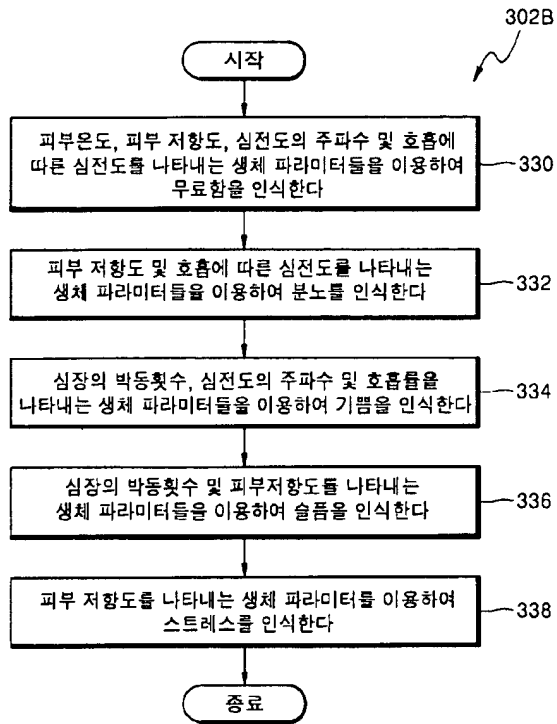 302B
시작
피부온도, 피부 저항도, 심전도의 주파수 및 호흡에
따른 심전도를 나타내는 생체 파라미터들을 이용하여
무료함을 인식한다
330
피부 저항도 및 호흡에 따른 심전도를 나타내는
생체 파라미터들을 이용하여 분노를 인식한다
332
심장의 박동횟수, 심전도의 주파수 및 호흡률을
나타내는 생체 파라미터들을 이용하여 기쁨을 인식한다
334
심장의 박동횟수 및 피부저항도를 나타내는
생체 파라미터들을 이용하여 슬픔을 인식한다
336
피부 저항도를 나타내는 생체 파라미터를 이용하여
스트레스를 인식한다
338
종료